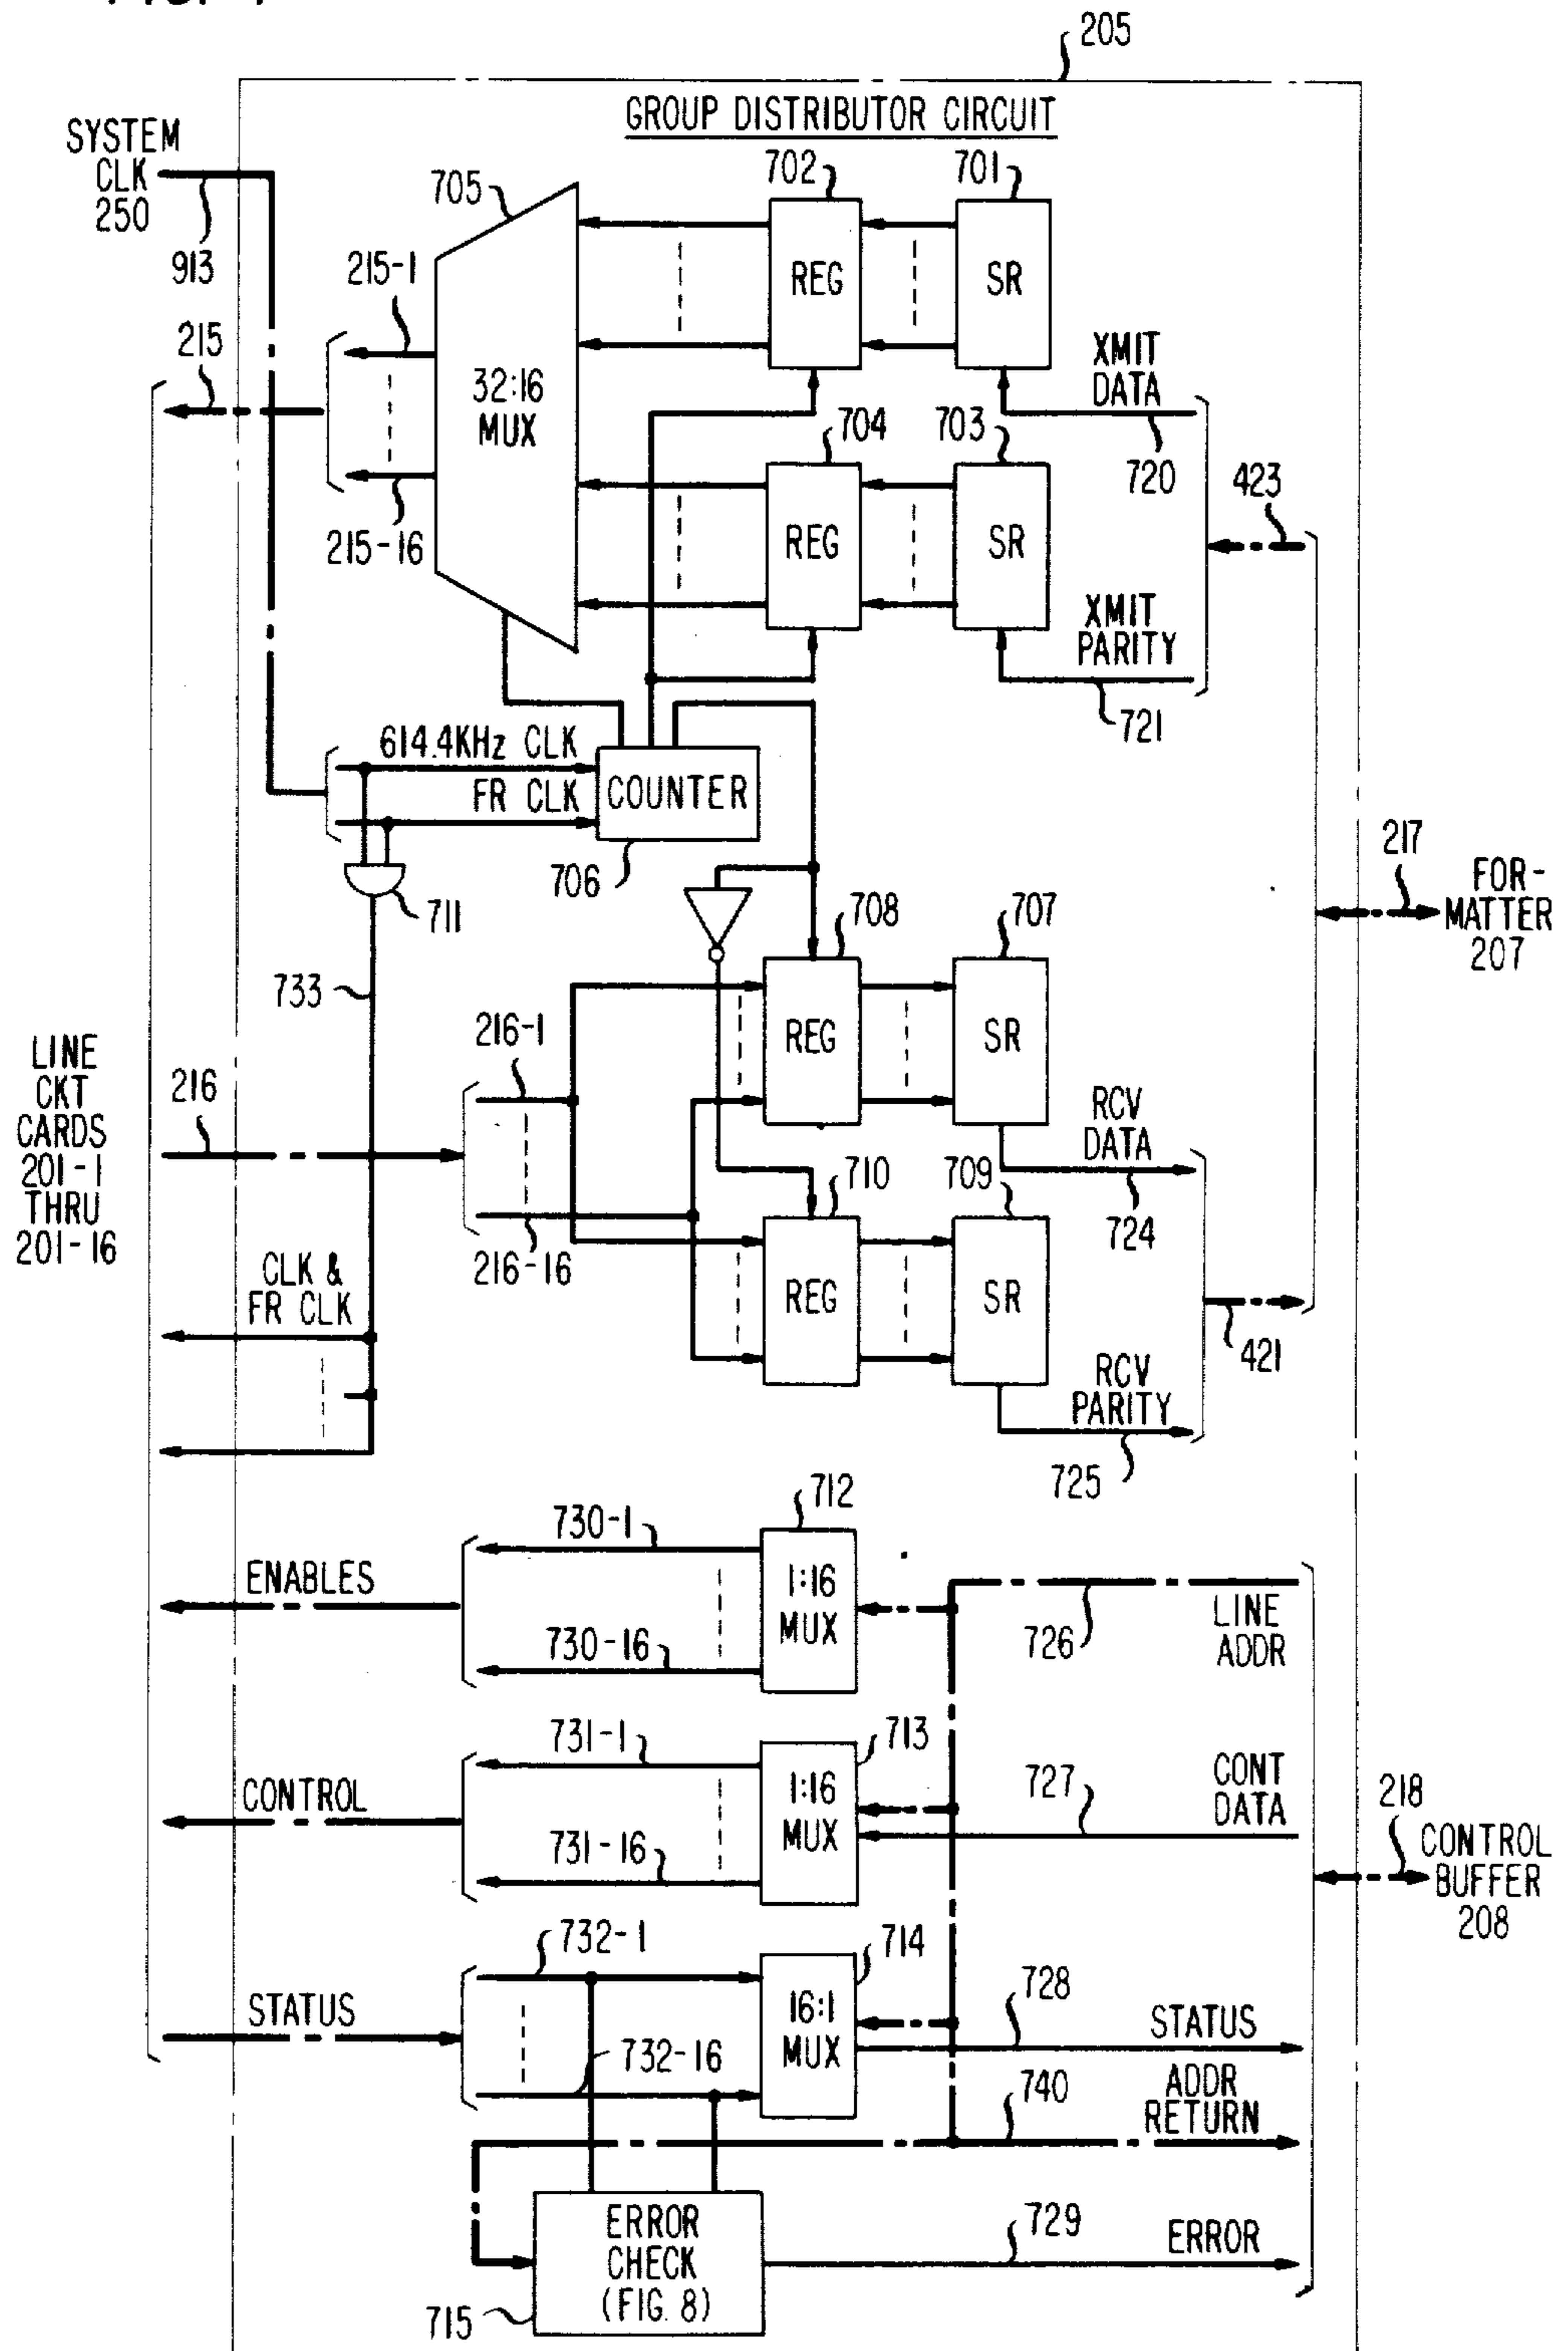 205
GROUP DISTRIBUTOR CIRCUIT
SYSTEM
CLK
250
913
705
702
701
REG
SR
215-1
215
32:16
MUX
XMIT
DATA
720
704
703
423
REG
SR
215-16
XMIT
PARITY
721
614.4KHz CLK
FR CLK
COUNTER
706
711
217
FOR-
MATTER
207
708
707
733
REG
SR
216-1
LINE
CKT
CARDS
201-1
THRU
201-16
216
RCV
DATA
724
710
709
216-16
REG
SR
CLK &
FR CLK
421
RCV
PARITY
725
712
730-1
1:16
MUX
ENABLES
726
LINE
ADDR
730-16
713
731-1
1:16
MUX
CONTROL
727
CONT
DATA
731-16
218
CONTROL
BUFFER
208
732-1
714
16:1
MUX
STATUS
728
STATUS
732-16
740
ADDR
RETURN
ERROR
CHECK
(FIG. 8)
729
ERROR
715